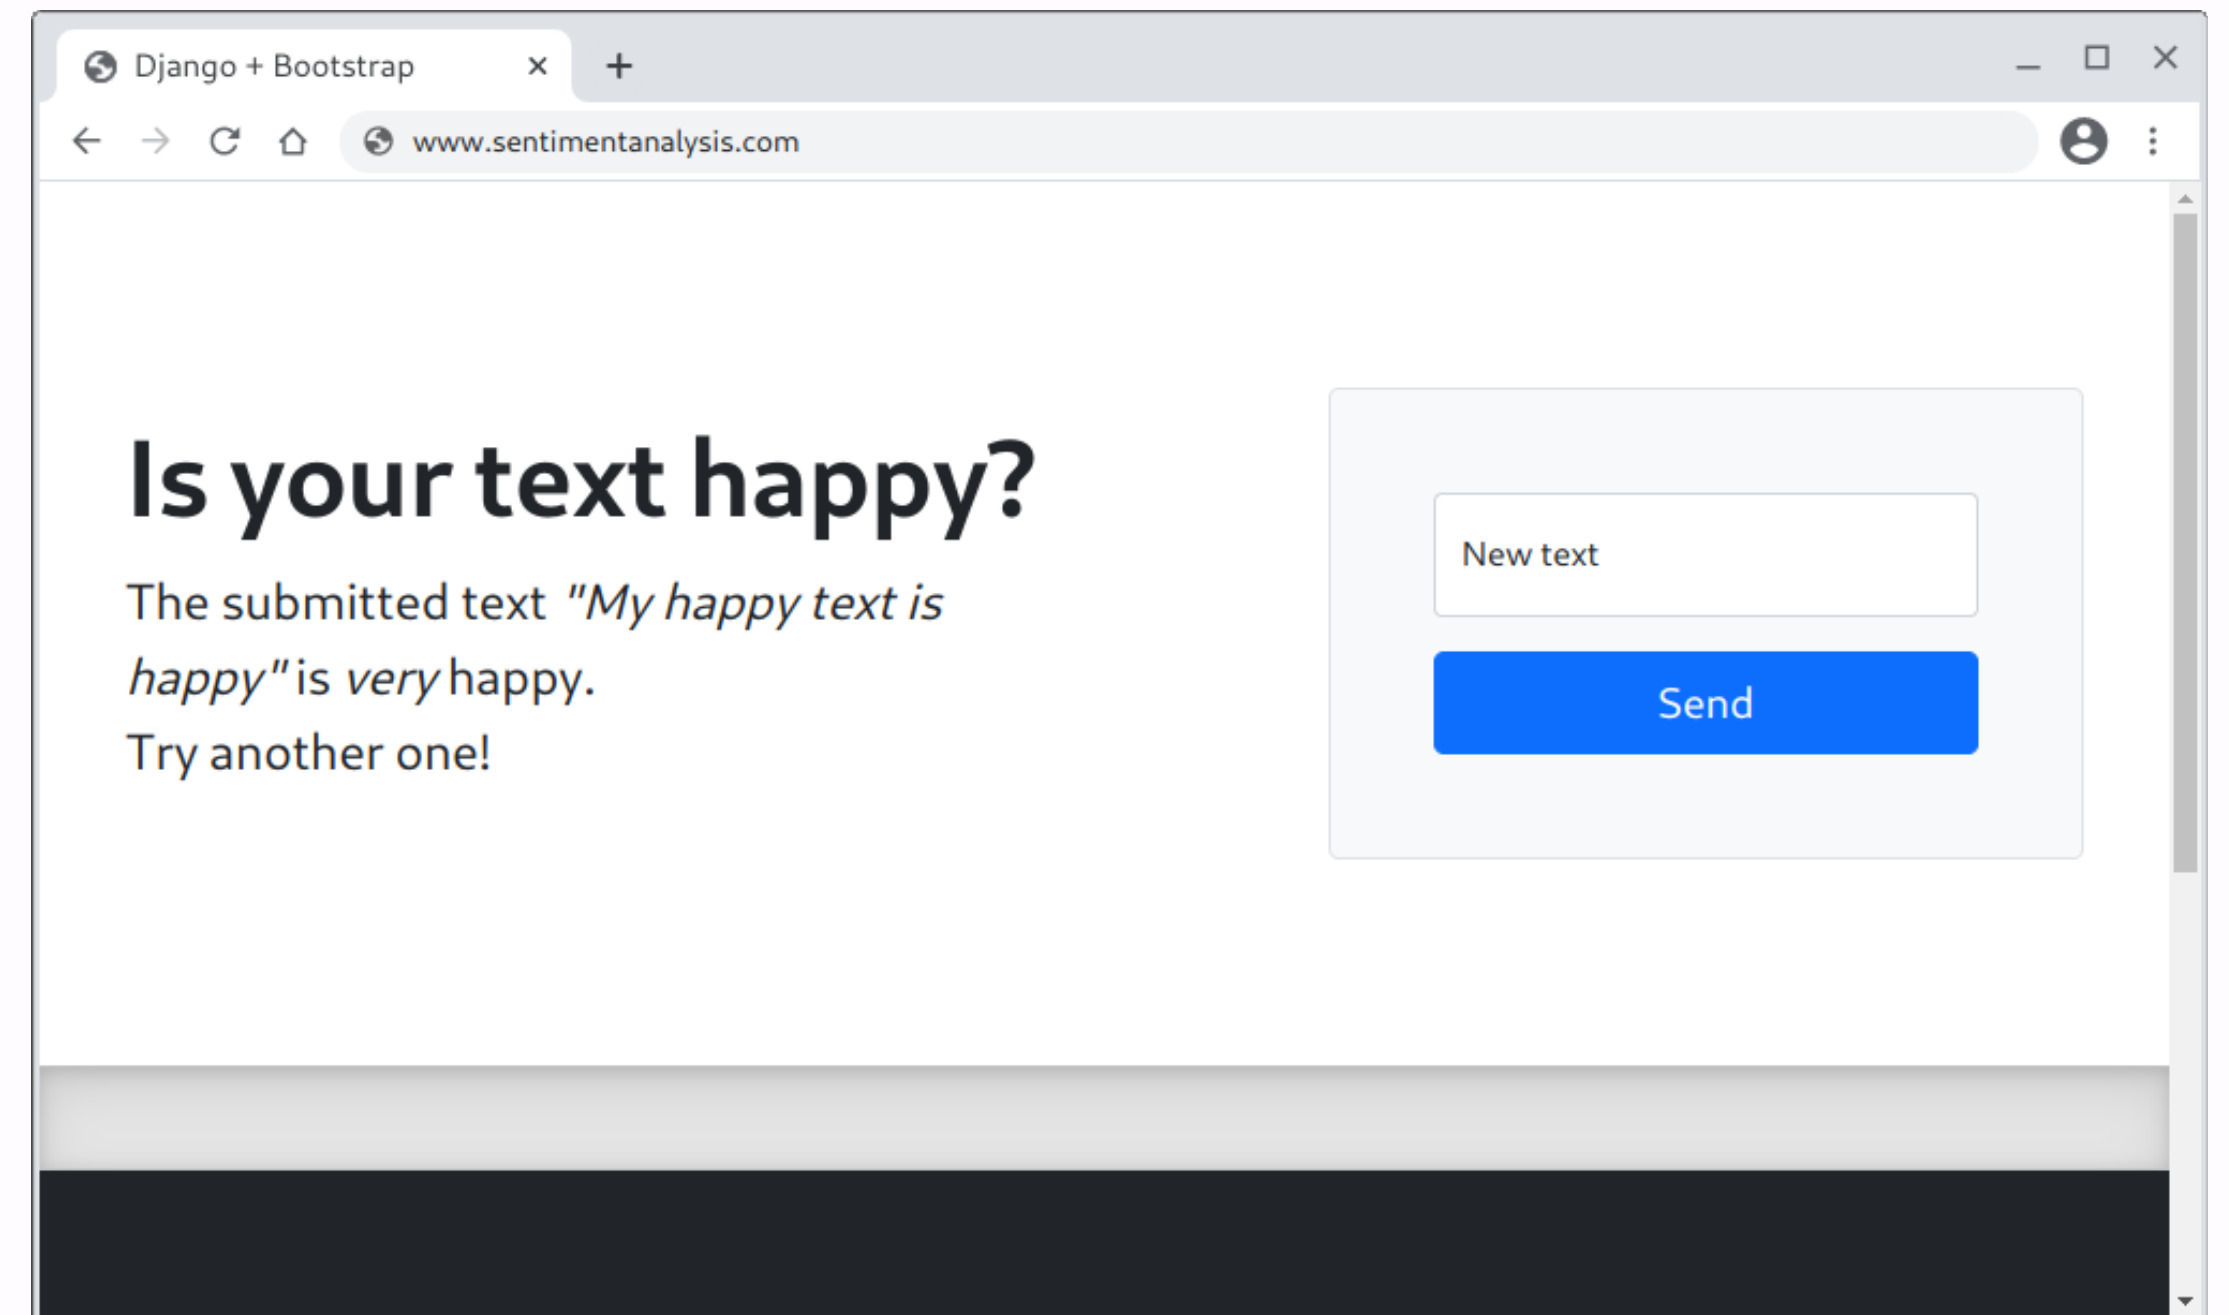 Django + Bootstrap
www.sentimentanalysis.com
Is your text happy?
The submitted text "My happy text is
happy" is very happy.
Try another one!
New text
Send